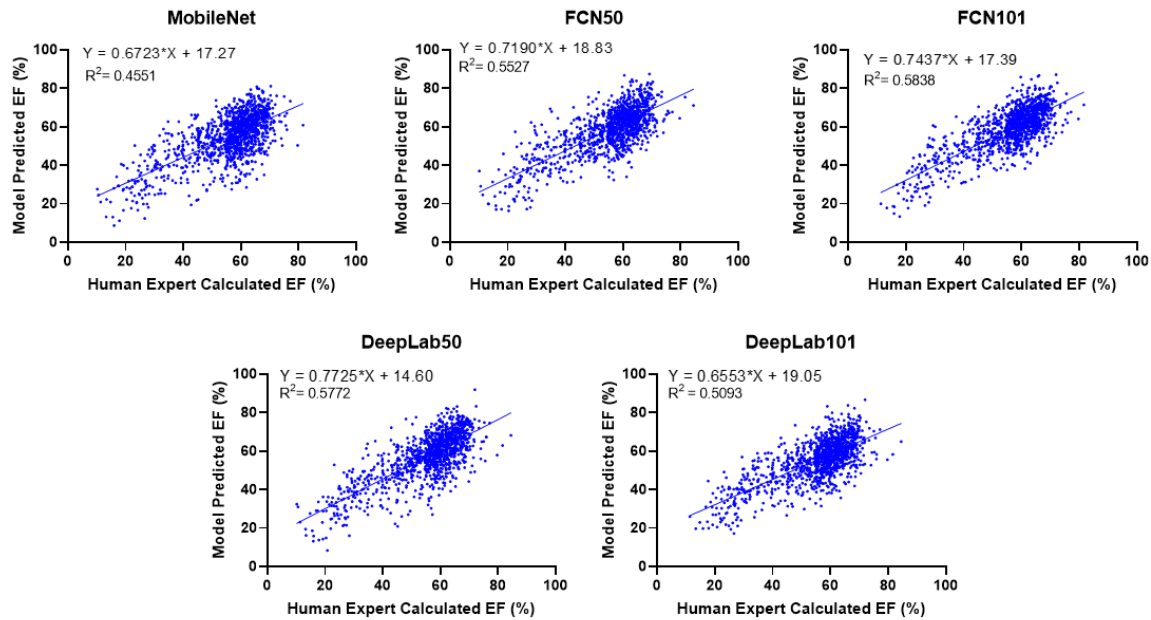 MobileNet
Y = 0.6723*X + 17.27
R²= 0.4551
Model Predicted EF (%)
100
80
60
40
20
0
0 20 40 60 80 100
Human Expert Calculated EF (%)
FCN50
Y = 0.7190*X + 18.83
R²= 0.5527
Model Predicted EF (%)
100
80
60
40
20
0
0 20 40 60 80 100
Human Expert Calculated EF (%)
FCN101
Y = 0.7437*X + 17.39
R²= 0.5838
Model Predicted EF (%)
100
80
60
40
20
0
0 20 40 60 80 100
Human Expert Calculated EF (%)
DeepLab50
Y = 0.7725*X + 14.60
R²= 0.5772
Model Predicted EF (%)
100
80
60
40
20
0
0 20 40 60 80 100
Human Expert Calculated EF (%)
DeepLab101
Y = 0.6553*X + 19.05
R²= 0.5093
Model Predicted EF (%)
100
80
60
40
20
0
0 20 40 60 80 100
Human Expert Calculated EF (%)